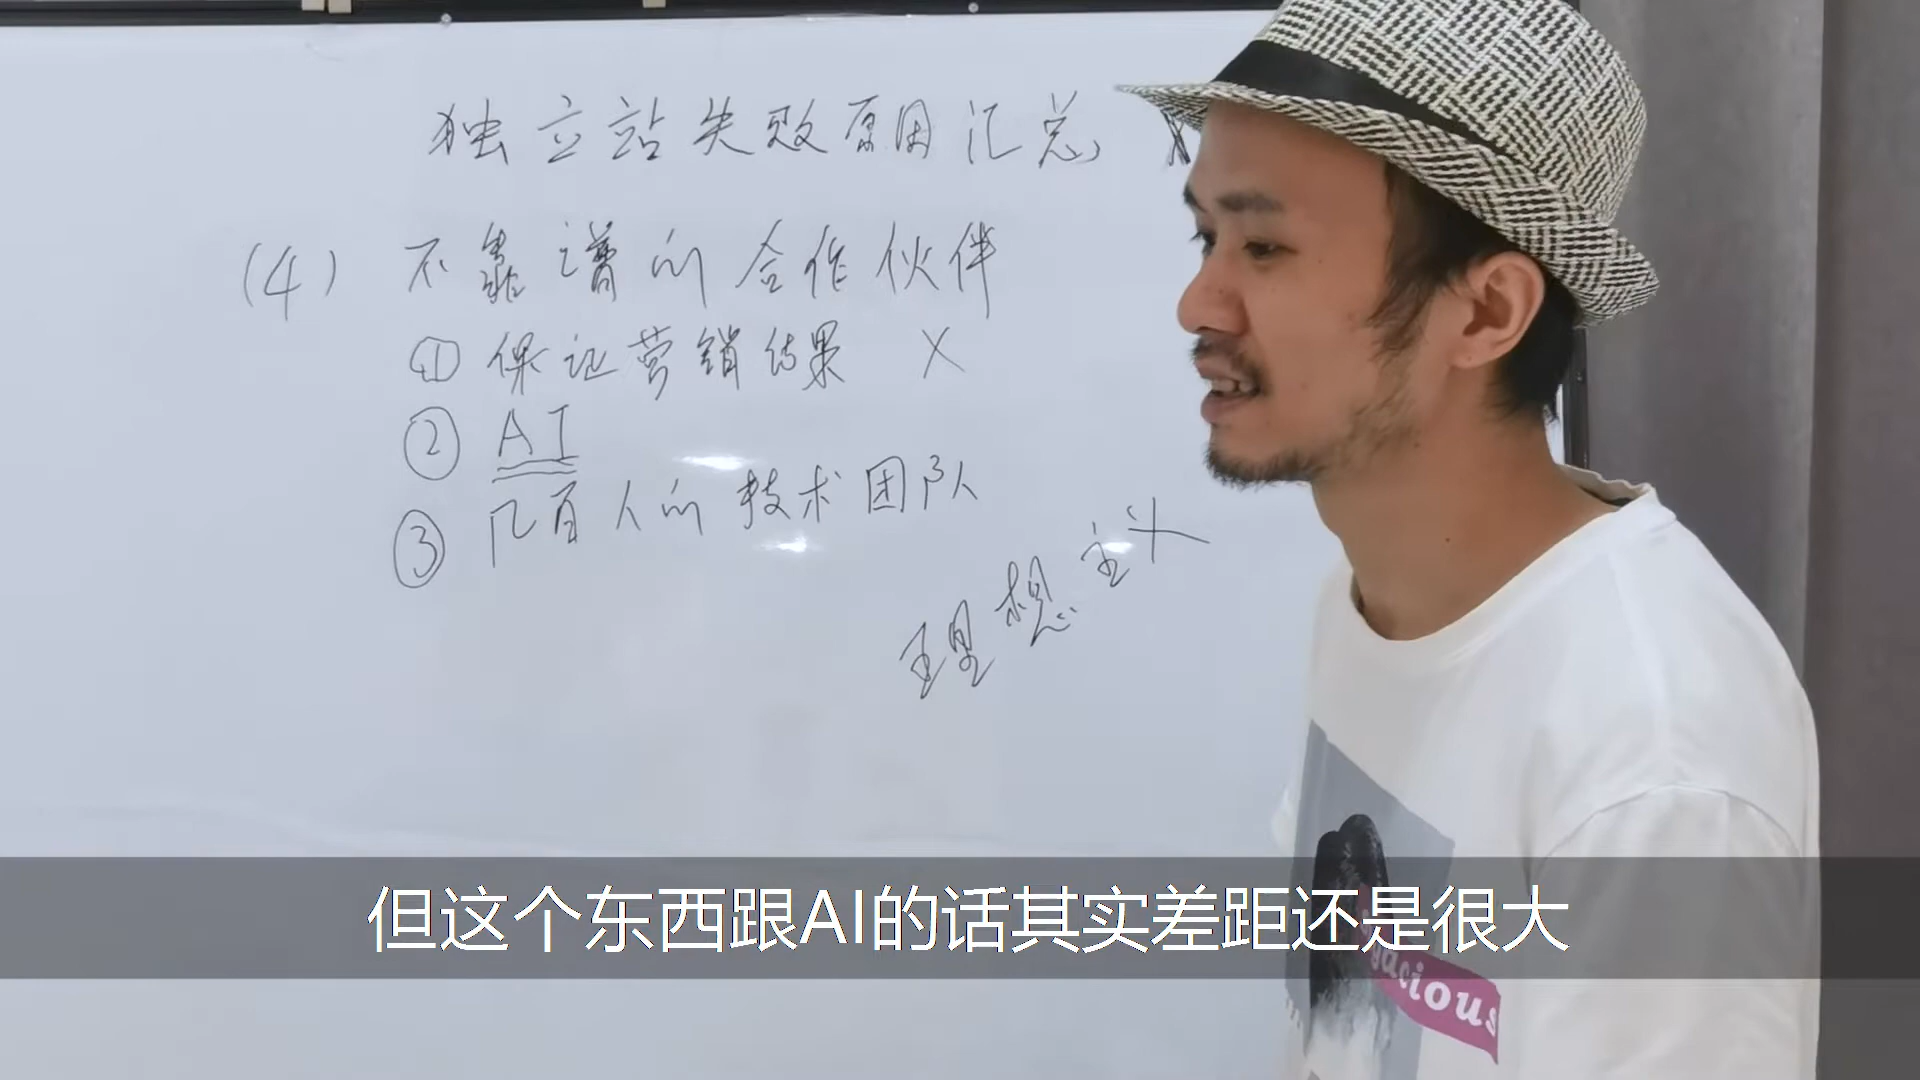 独立站失败原因汇总
(4) 不靠谱的合作伙伴
① 保证营销结果 X
② AI
③ 几百人的技术团队
理想主义
但这个东西跟AI的话其实差距还是很大
acious